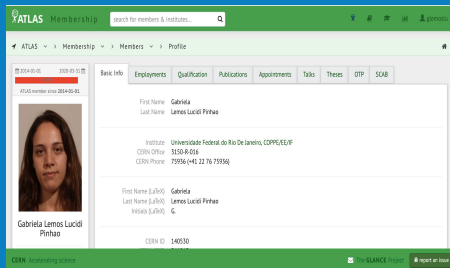 ATLAS Membership
search for members & institutes...
glemoslu
ATLAS > Membership > Members > Profile
2014-01-01 2020-03-31
ATLAS member since 2014-01-01
Gabriela Lemos Lucidi
Pinhao
Basic Info Employments Qualification Publications Appointments Talks Theses OTP SCAB
First Name Gabriela
Last Name Lemos Lucidi Pinhao
Institute Universidade Federal do Rio De Janeiro, COPPE/EE/IF
CERN Office 3150-R-016
CERN Phone 75936 (+41 22 76 75936)
First Name (LaTeX) Gabriela
Last Name (LaTeX) Lemos Lucidi Pinhao
Initials (LaTeX) G.
CERN ID 140530
CERN Accelerating science
The GLANCE Project
report an issue